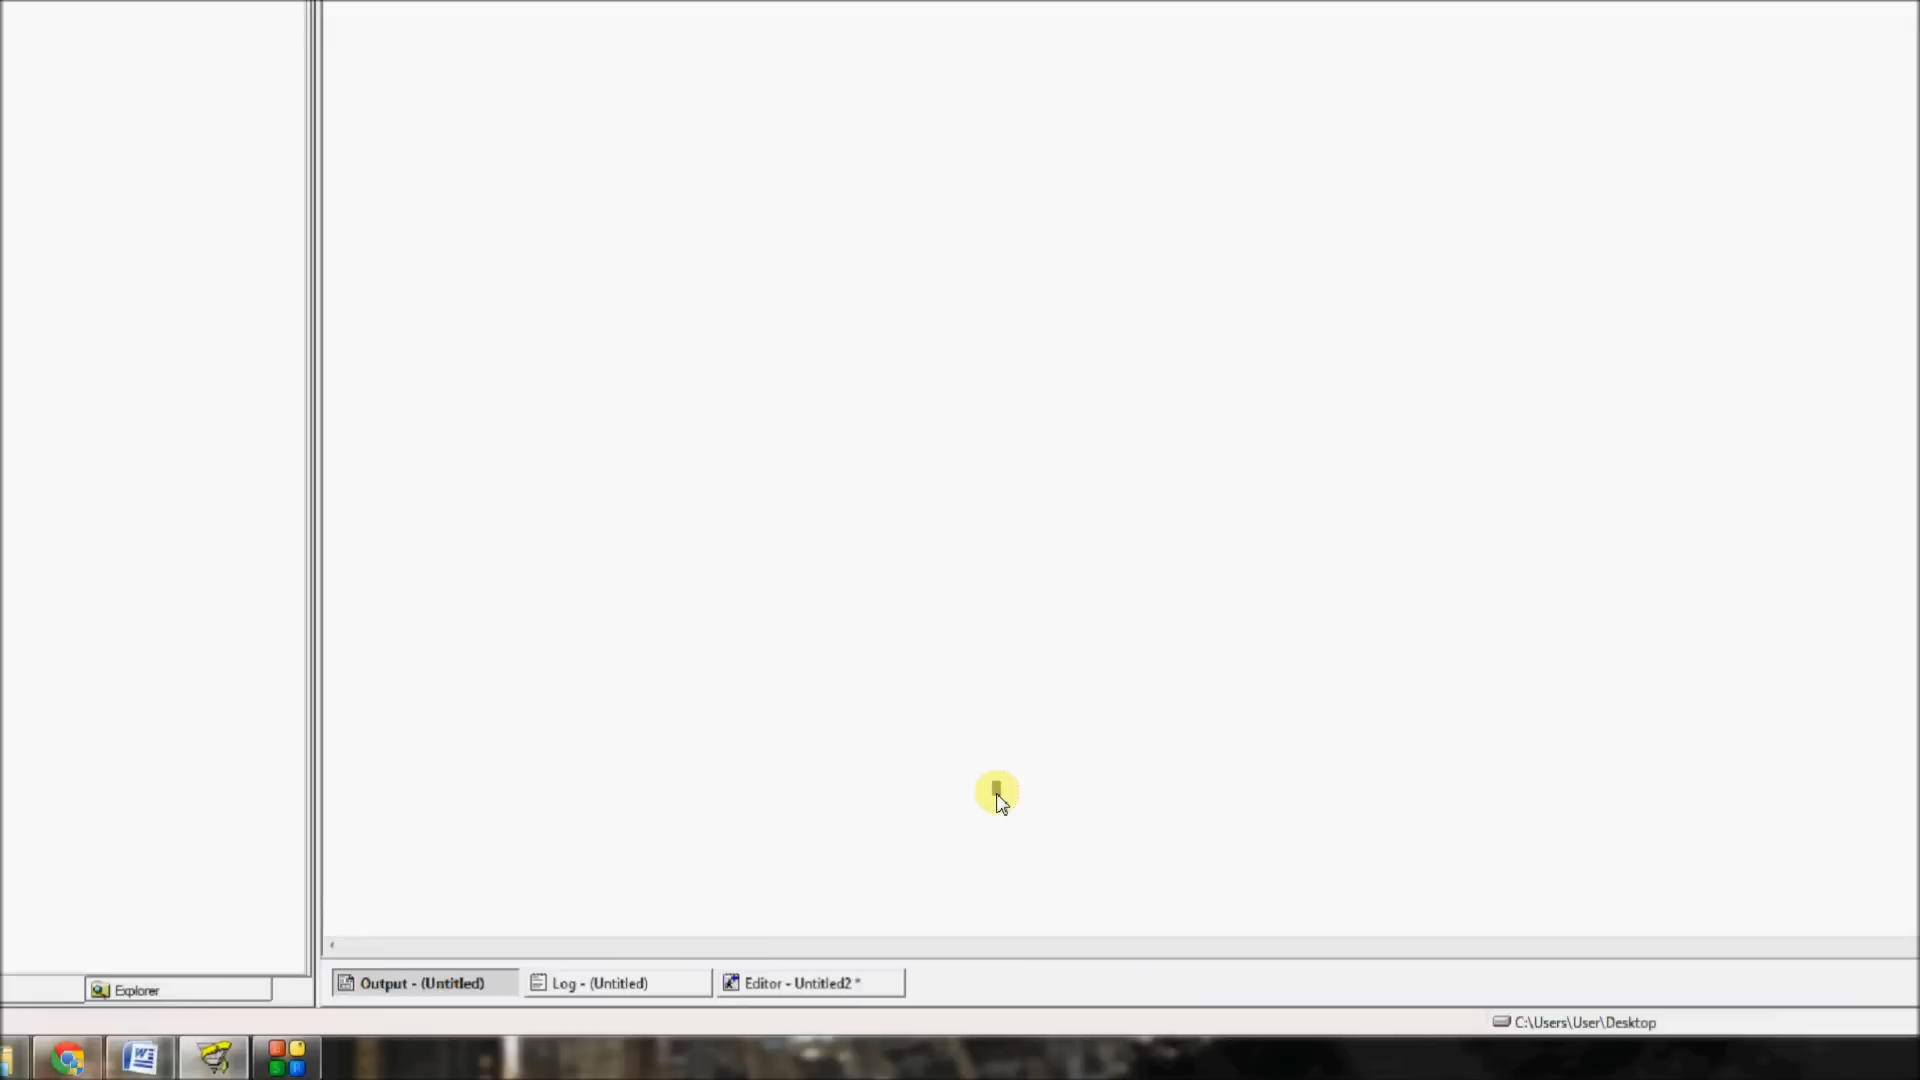 Output - (Untitled)
Log - (Untitled)
Editor - Untitled2 *
Explorer
C:\Users\User\Desktop